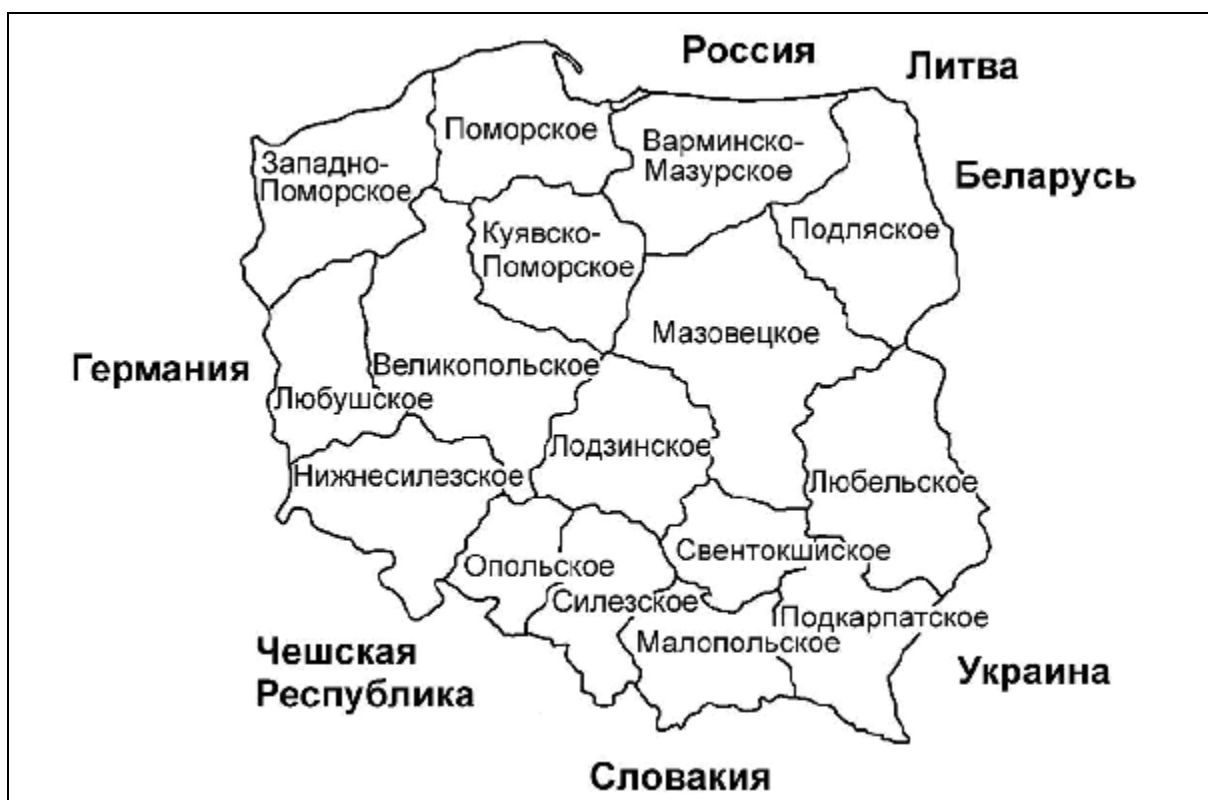 Россия
Литва
Поморское
Варминско-
Мазурское
Западно-
Поморское
Беларусь
Куявско-
Поморское
Подляское
Мазовецкое
Германия
Великопольское
Любушское
Лодзинское
Нижнесилезское
Любельское
Свентокшиское
Опольское
Силезское
Подкарпатское
Малопольское
Чешская
Республика
Украина
Словакия